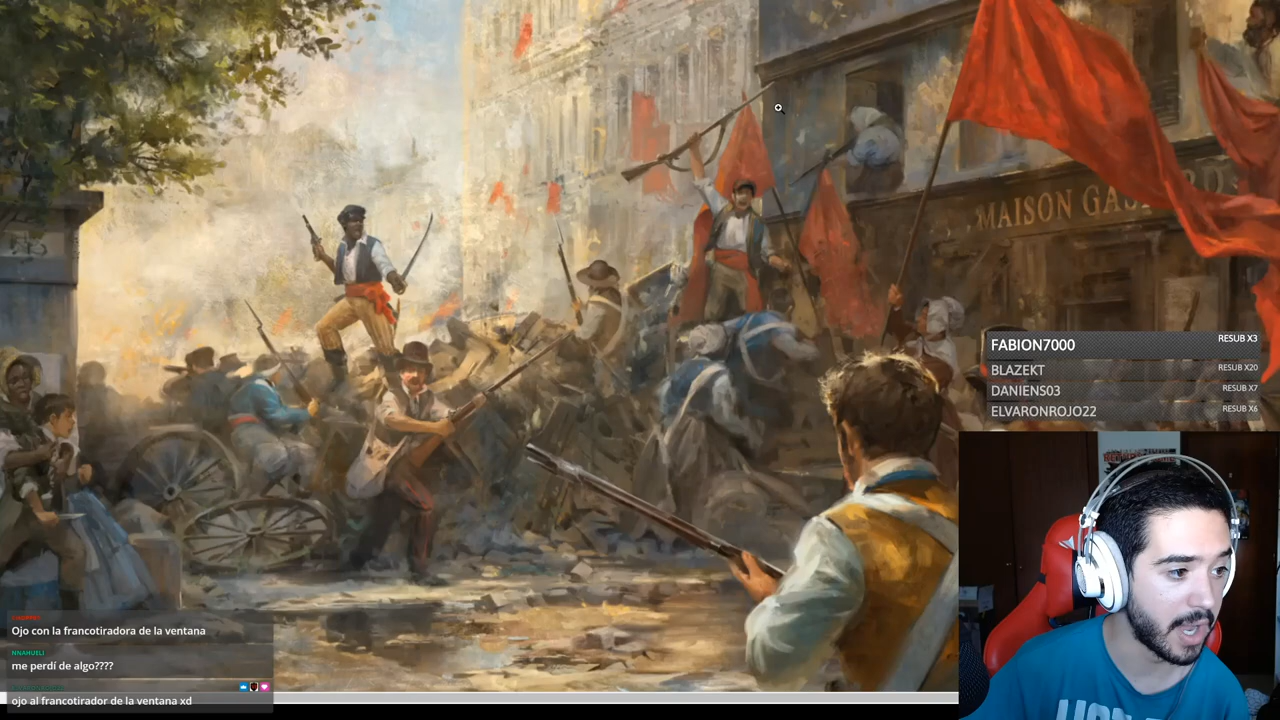 MAISON GAS
FABION7000 RESUB X3
BLAZEKT RESUB X20
DANIENS03 RESUB X7
ELVARONROJO22 RESUB X6
Ojo con la francotiradora de la ventana
NNAHUELI
me perdí de algo????
ojo al francotirador de la ventana xd